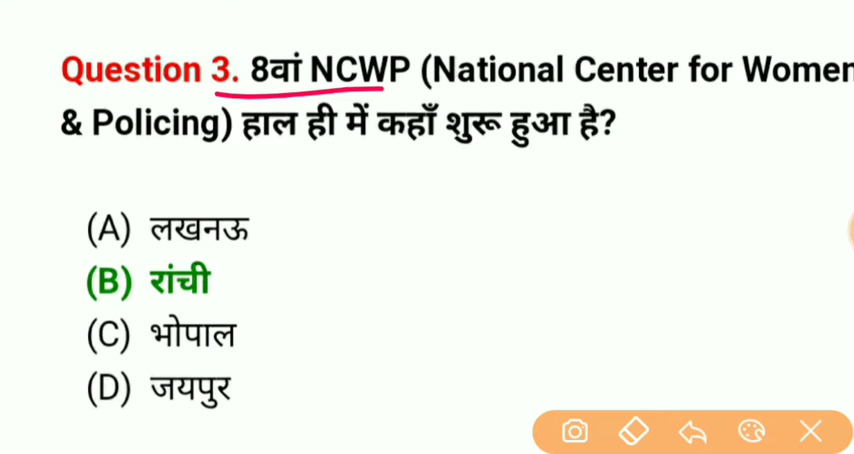 Question 3. 8वां NCWP (National Center for Women
& Policing) हाल ही में कहाँ शुरू हुआ है?
(A) लखनऊ
(B) रांची
(C) भोपाल
(D) जयपुर